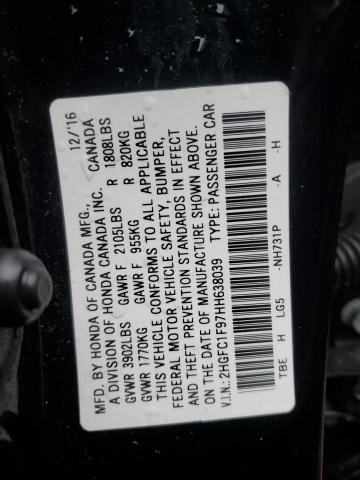 MFD. BY HONDA OF CANADA MFG., 12/'16
A DIVISION OF HONDA CANADA INC. CANADA
GVWR 3902LBS GAWR F 2105LBS R 1808LBS
GVWR 1770KG GAWR F 955KG R 820KG
THIS VEHICLE CONFORMS TO ALL APPLICABLE
FEDERAL MOTOR VEHICLE SAFETY, BUMPER,
AND THEFT PREVENTION STANDARDS IN EFFECT
ON THE DATE OF MANUFACTURE SHOWN ABOVE.
V.I.N.: 2HGFC1F97HH638039 TYPE: PASSENGER CAR
TBE H LG5 -NH731P -A -H